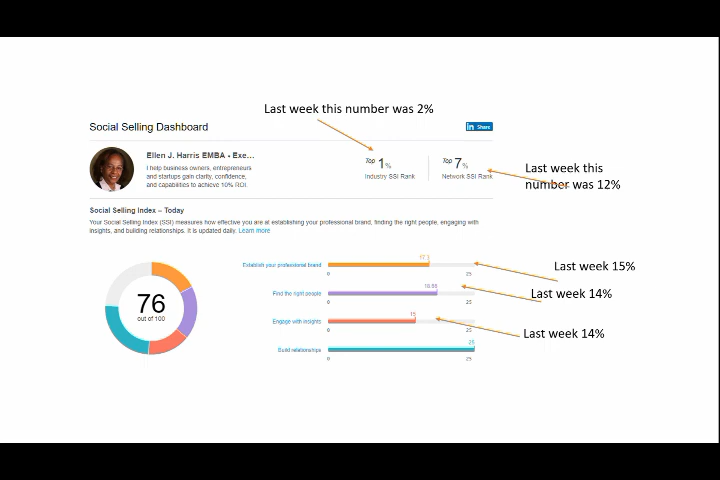 Last week this number was 2%
Social Selling Dashboard
in Share
Ellen J. Harris EMBA • Exe…
I help business owners, entrepreneurs
and startups gain clarity, confidence,
and capabilities to achieve 10% ROI.
Top 1%
Industry SSI Rank
Top 7%
Network SSI Rank
Last week this
number was 12%
Social Selling Index – Today
Your Social Selling Index (SSI) measures how effective you are at establishing your professional brand, finding the right people, engaging with
insights, and building relationships. It is updated daily. Learn more
76
out of 100
Establish your professional brand
17.3
0 25
Last week 15%
Find the right people
18.55
0 25
Last week 14%
Engage with insights
15
0 25
Last week 14%
Build relationships
25
0 25